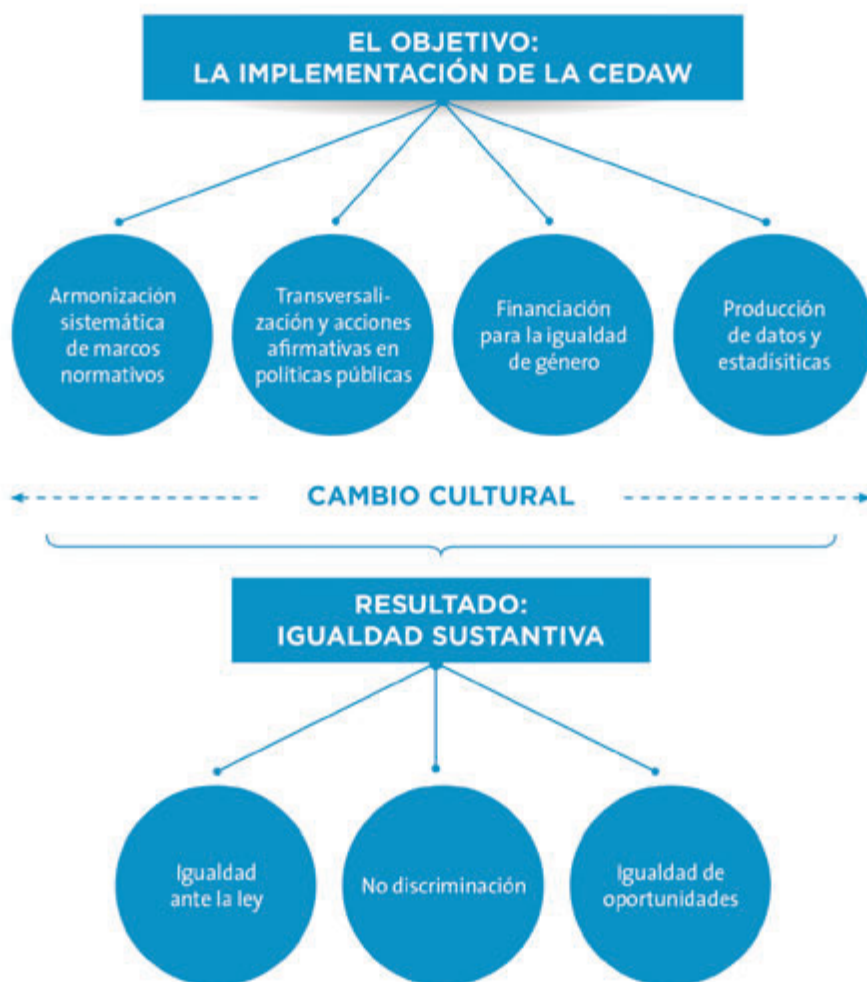 EL OBJETIVO:
LA IMPLEMENTACIÓN DE LA CEDAW
Armonización
sistemática
de marcos
normativos
Transversali-
zación y acciones
afirmativas en
políticas públicas
Financiación
para la igualdad
de género
Producción
de datos y
estadísiticas
CAMBIO CULTURAL
RESULTADO:
IGUALDAD SUSTANTIVA
Igualdad
ante la ley
No discriminación
Igualdad de
oportunidades